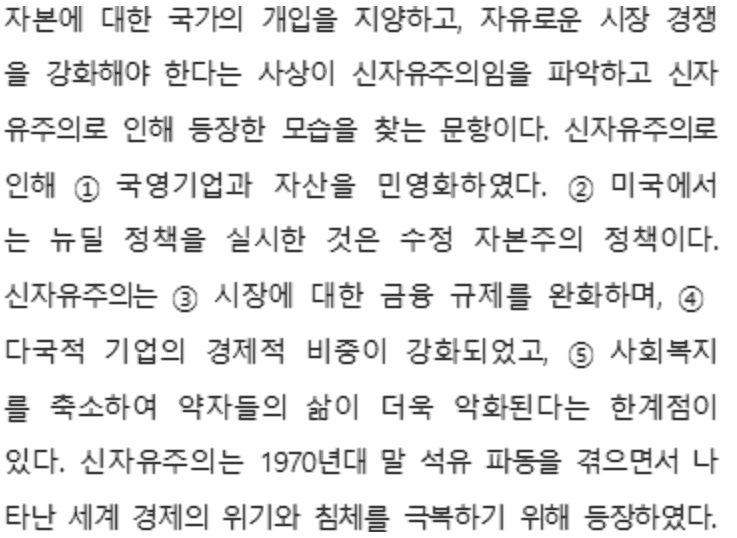 자본에 대한 국가의 개입을 지양하고, 자유로운 시장 경쟁
을 강화해야 한다는 사상이 신자유주의임을 파악하고 신자
유주의로 인해 등장한 모습을 찾는 문항이다. 신자유주의로
인해 ① 국영기업과 자산을 민영화하였다. ② 미국에서
는 뉴딜 정책을 실시한 것은 수정 자본주의 정책이다.
신자유주의는 ③ 시장에 대한 금융 규제를 완화하며, ④
다국적 기업의 경제적 비중이 강화되었고, ⑤ 사회복지
를 축소하여 약자들의 삶이 더욱 악화된다는 한계점이
있다. 신자유주의는 1970년대 말 석유 파동을 겪으면서 나
타난 세계 경제의 위기와 침체를 극복하기 위해 등장하였다.